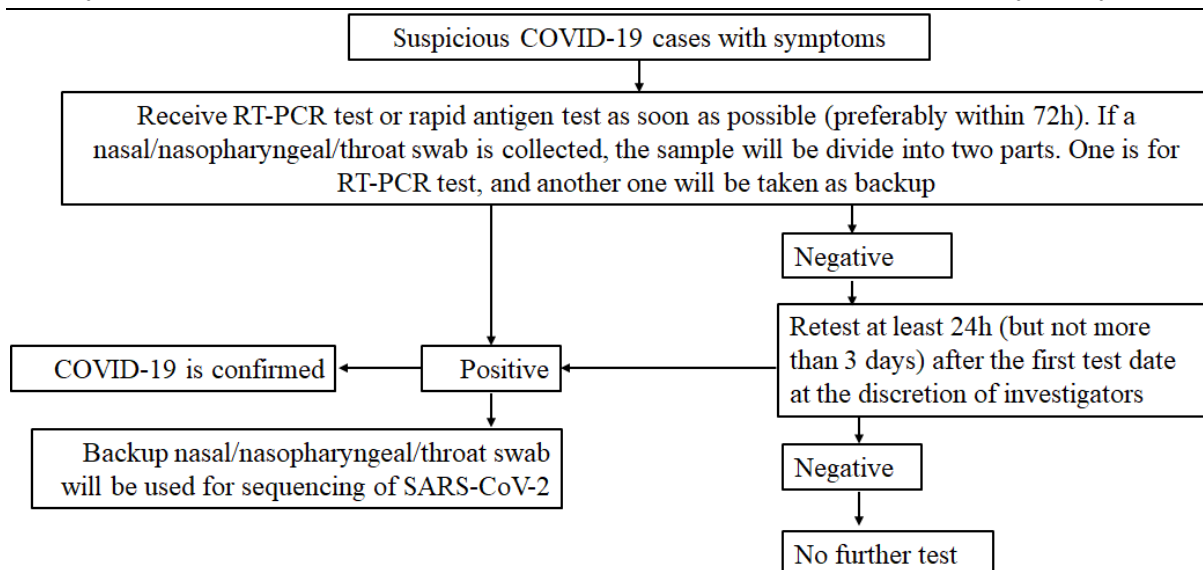 Suspicious COVID-19 cases with symptoms
Receive RT-PCR test or rapid antigen test as soon as possible (preferably within 72h). If a
nasal/nasopharyngeal/throat swab is collected, the sample will be divide into two parts. One is for
RT-PCR test, and another one will be taken as backup
Negative
Retest at least 24h (but not more
than 3 days) after the first test date
at the discretion of investigators
Positive
COVID-19 is confirmed
Backup nasal/nasopharyngeal/throat swab
will be used for sequencing of SARS-CoV-2
Negative
No further test